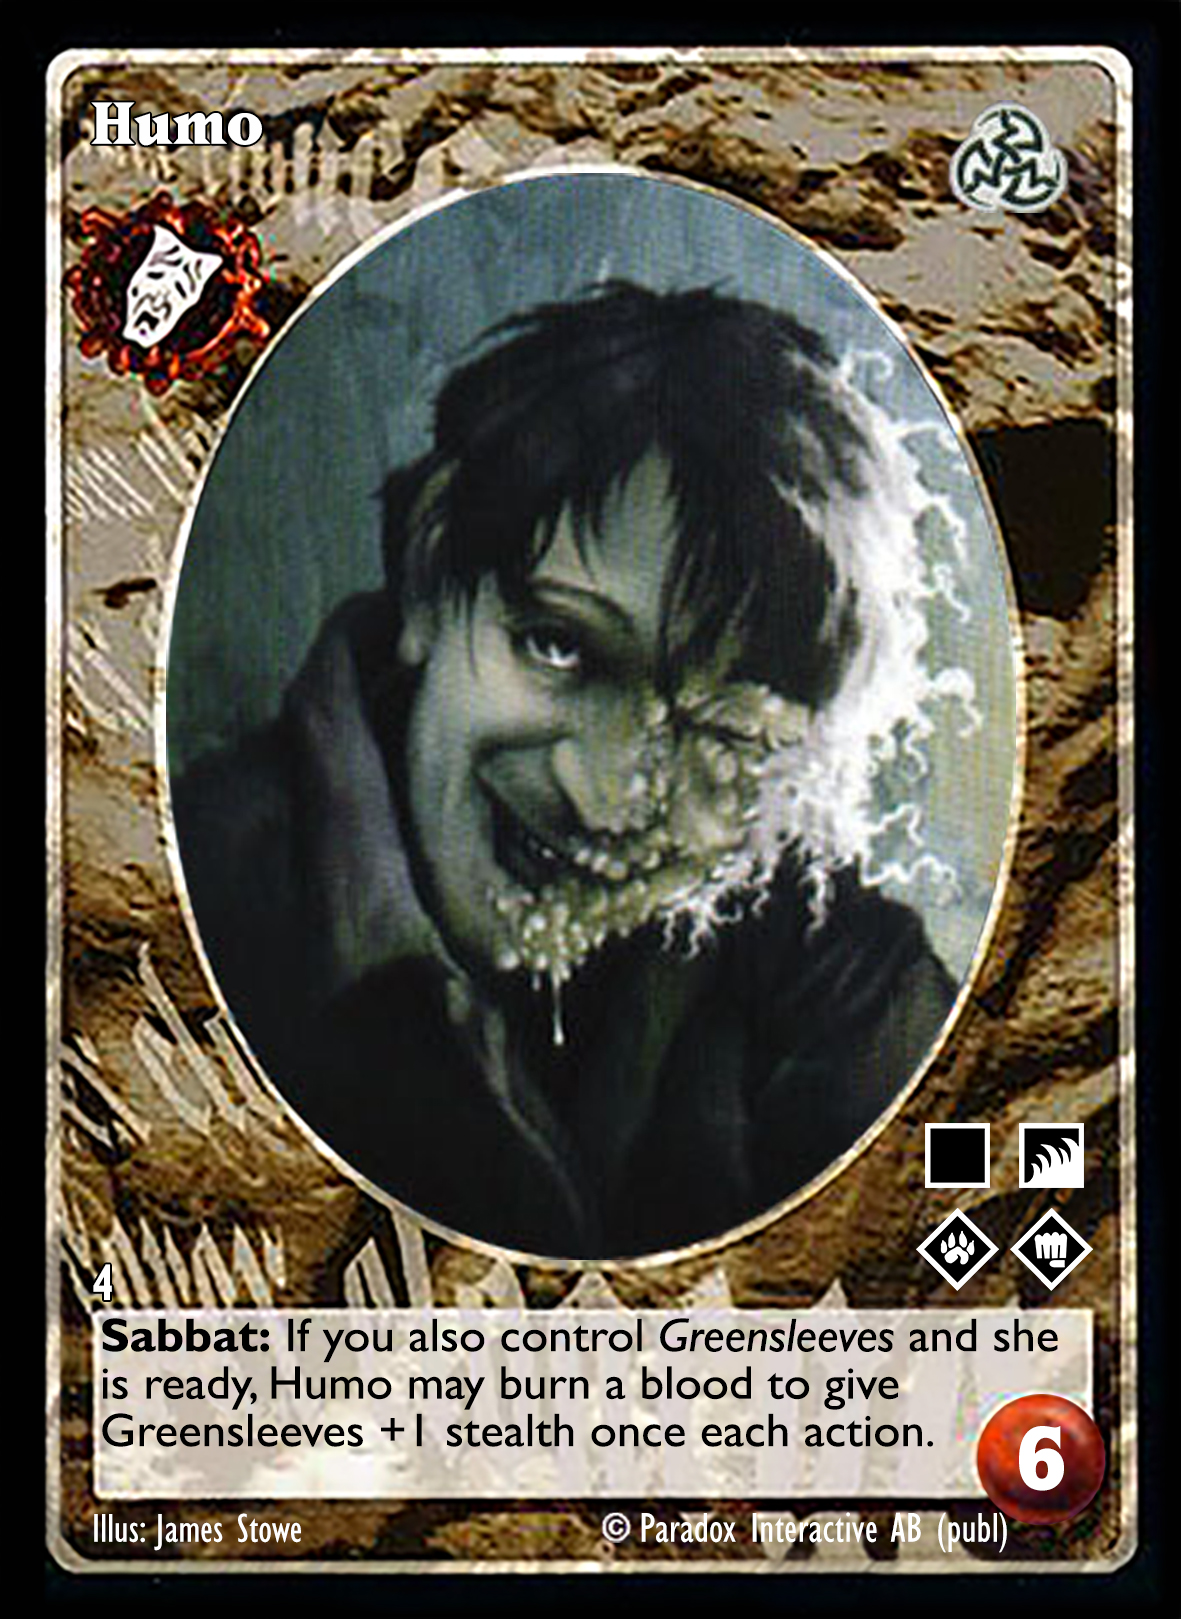 Humo
4
Sabbat: If you also control Greensleeves and she
is ready, Humo may burn a blood to give
Greensleeves +1 stealth once each action.
6
Illus: James Stowe
© Paradox Interactive AB (publ)